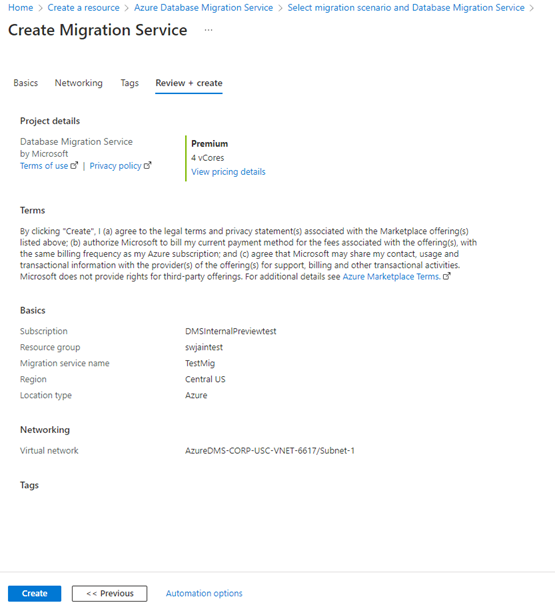 Home > Create a resource > Azure Database Migration Service > Select migration scenario and Database Migration Service >
Create Migration Service ...
Basics Networking Tags Review + create
Project details
Database Migration Service
by Microsoft
Terms of use | Privacy policy
Premium
4 vCores
View pricing details
Terms
By clicking "Create", I (a) agree to the legal terms and privacy statement(s) associated with the Marketplace offering(s)
listed above; (b) authorize Microsoft to bill my current payment method for the fees associated with the offering(s), with
the same billing frequency as my Azure subscription; and (c) agree that Microsoft may share my contact, usage and
transactional information with the provider(s) of the offering(s) for support, billing and other transactional activities.
Microsoft does not provide rights for third-party offerings. For additional details see Azure Marketplace Terms.
Basics
Subscription DMSInternalPreviewtest
Resource group swjaintest
Migration service name TestMig
Region Central US
Location type Azure
Networking
Virtual network AzureDMS-CORP-USC-VNET-6617/Subnet-1
Tags
Create << Previous Automation options